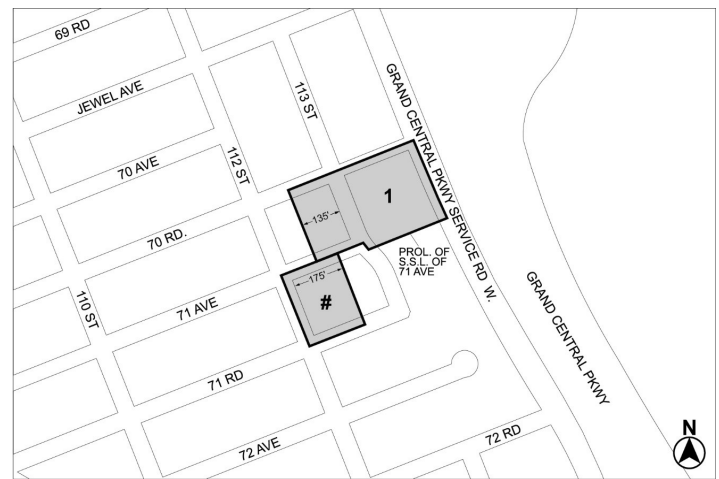 69 RD
JEWEL AVE
113 ST
GRAND CENTRAL PKWY SERVICE RD W.
70 AVE
112 ST
1
135'
70 RD.
PROL. OF
S.S.L. OF
71 AVE
175'
#
71 AVE
110 ST
GRAND CENTRAL PKWY
71 RD
72 AVE
72 RD
N